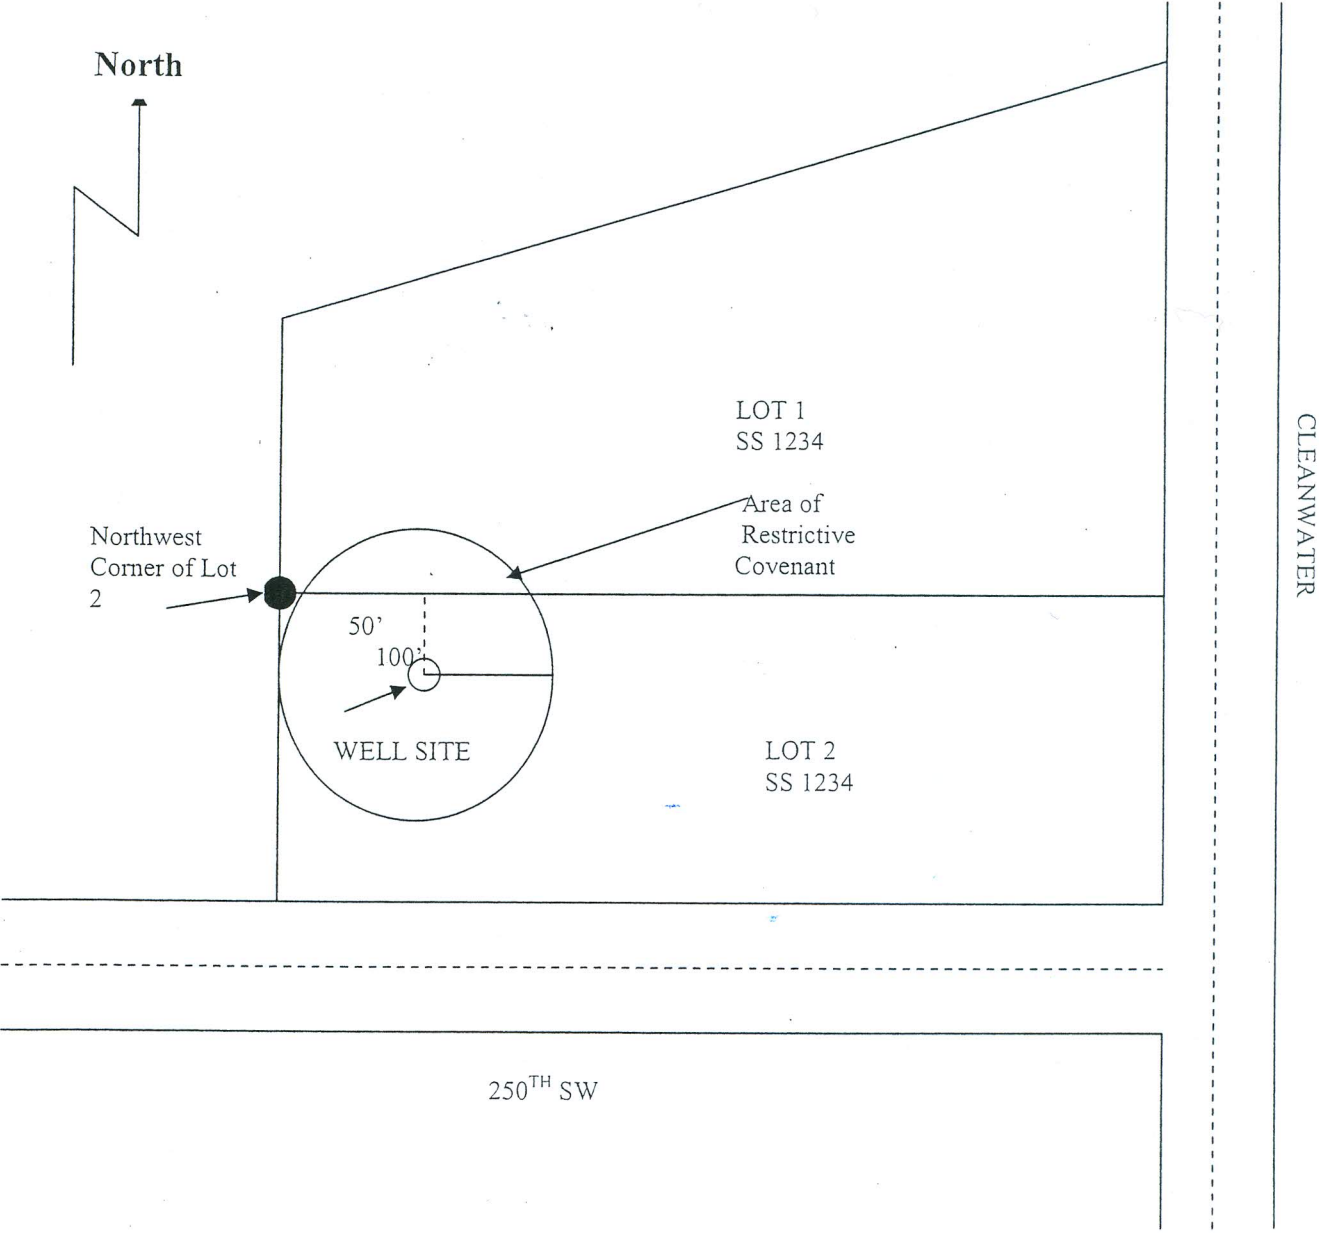 North
LOT 1
SS 1234
Area of
Restrictive
Covenant
Northwest
Corner of Lot
2
50'
100'
WELL SITE
LOT 2
SS 1234
CLEANWATER
250TH SW